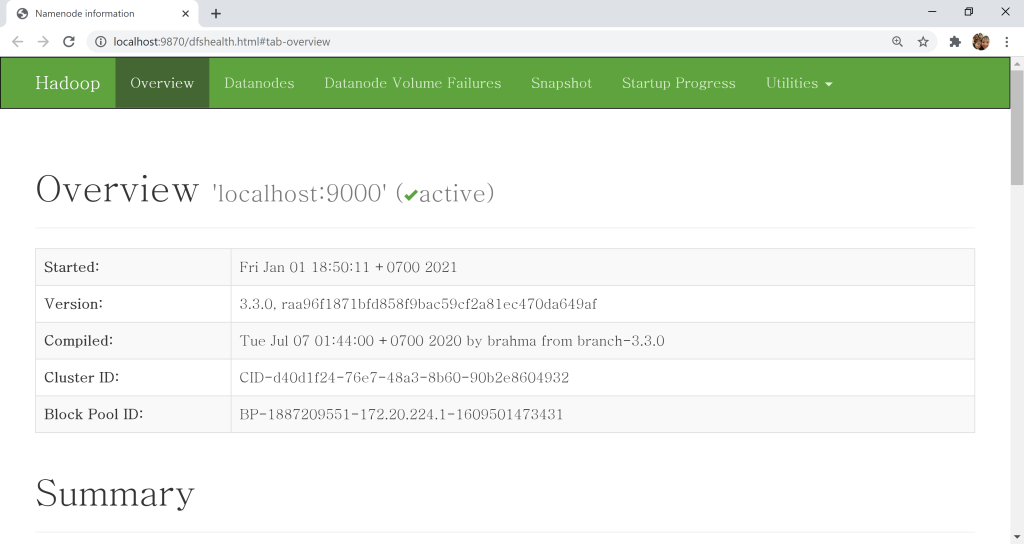 Namenode information
localhost:9870/dfshealth.html#tab-overview
Hadoop Overview Datanodes Datanode Volume Failures Snapshot Startup Progress Utilities
Overview 'localhost:9000' (✔active)
Started: Fri Jan 01 18:50:11 +0700 2021
Version: 3.3.0, raa96f1871bfd858f9bac59cf2a81ec470da649af
Compiled: Tue Jul 07 01:44:00 +0700 2020 by brahma from branch-3.3.0
Cluster ID: CID-d40d1f24-76e7-48a3-8b60-90b2e8604932
Block Pool ID: BP-1887209551-172.20.224.1-1609501473431
Summary